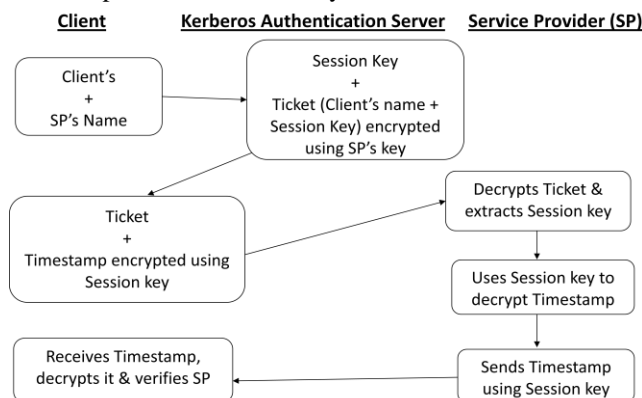 Client
Kerberos Authentication Server
Service Provider (SP)
Client's
+
SP's Name
Session Key
+
Ticket (Client's name +
Session Key) encrypted
using SP's key
Ticket
+
Timestamp encrypted using
Session key
Decrypts Ticket &
extracts Session key
Uses Session key to
decrypt Timestamp
Sends Timestamp
using Session key
Receives Timestamp,
decrypts it & verifies SP